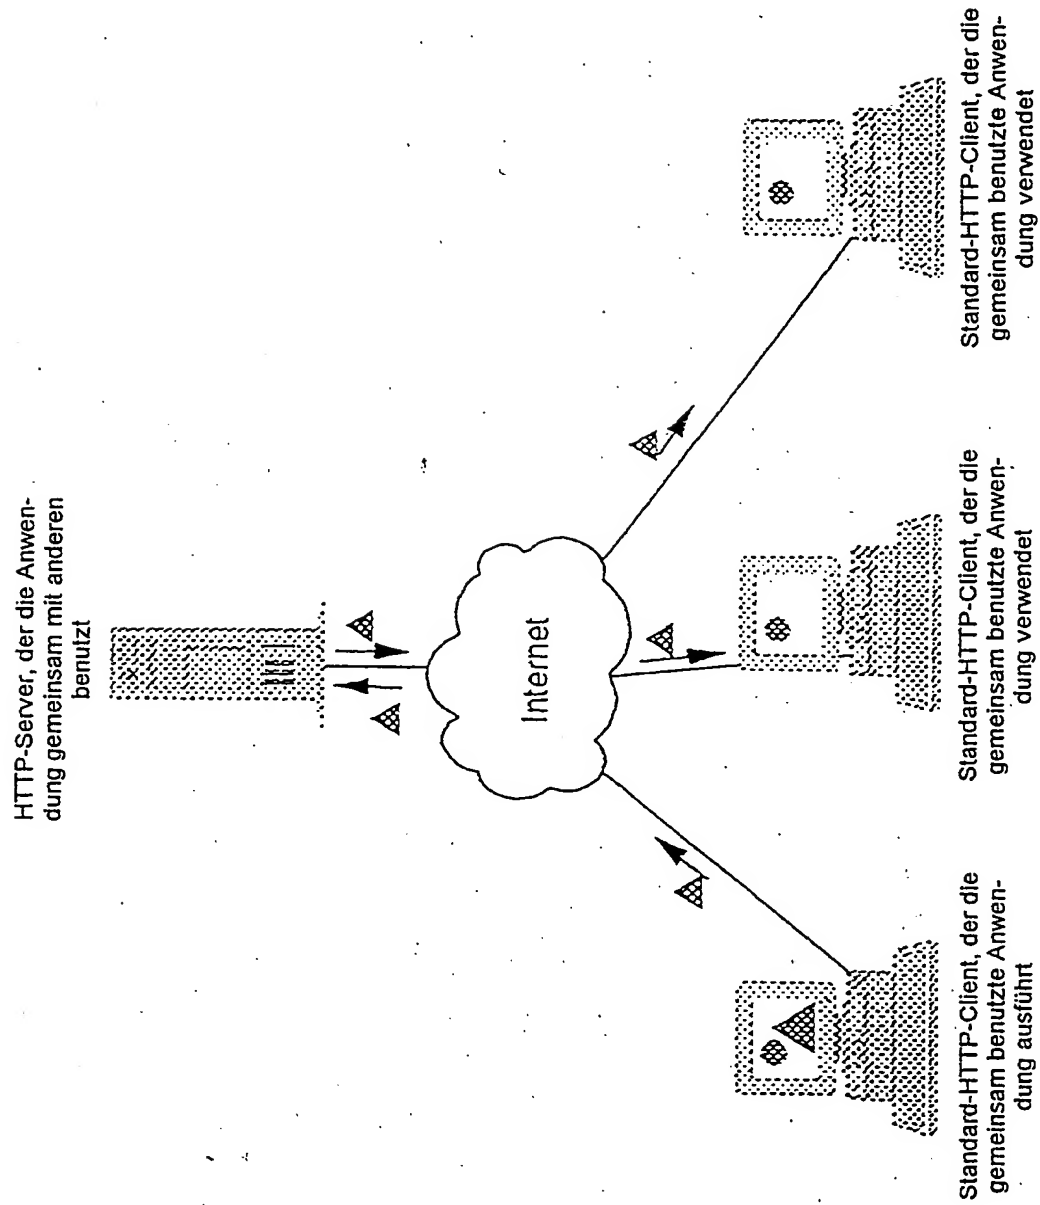 HTTP-Server, der die Anwen-
dung gemeinsam mit anderen
benutzt
Internet
Standard-HTTP-Client, der die
gemeinsam benutzte Anwen-
dung ausführt
Standard-HTTP-Client, der die
gemeinsam benutzte Anwen-
dung verwendet
Standard-HTTP-Client, der die
gemeinsam benutzte Anwen-
dung verwendet